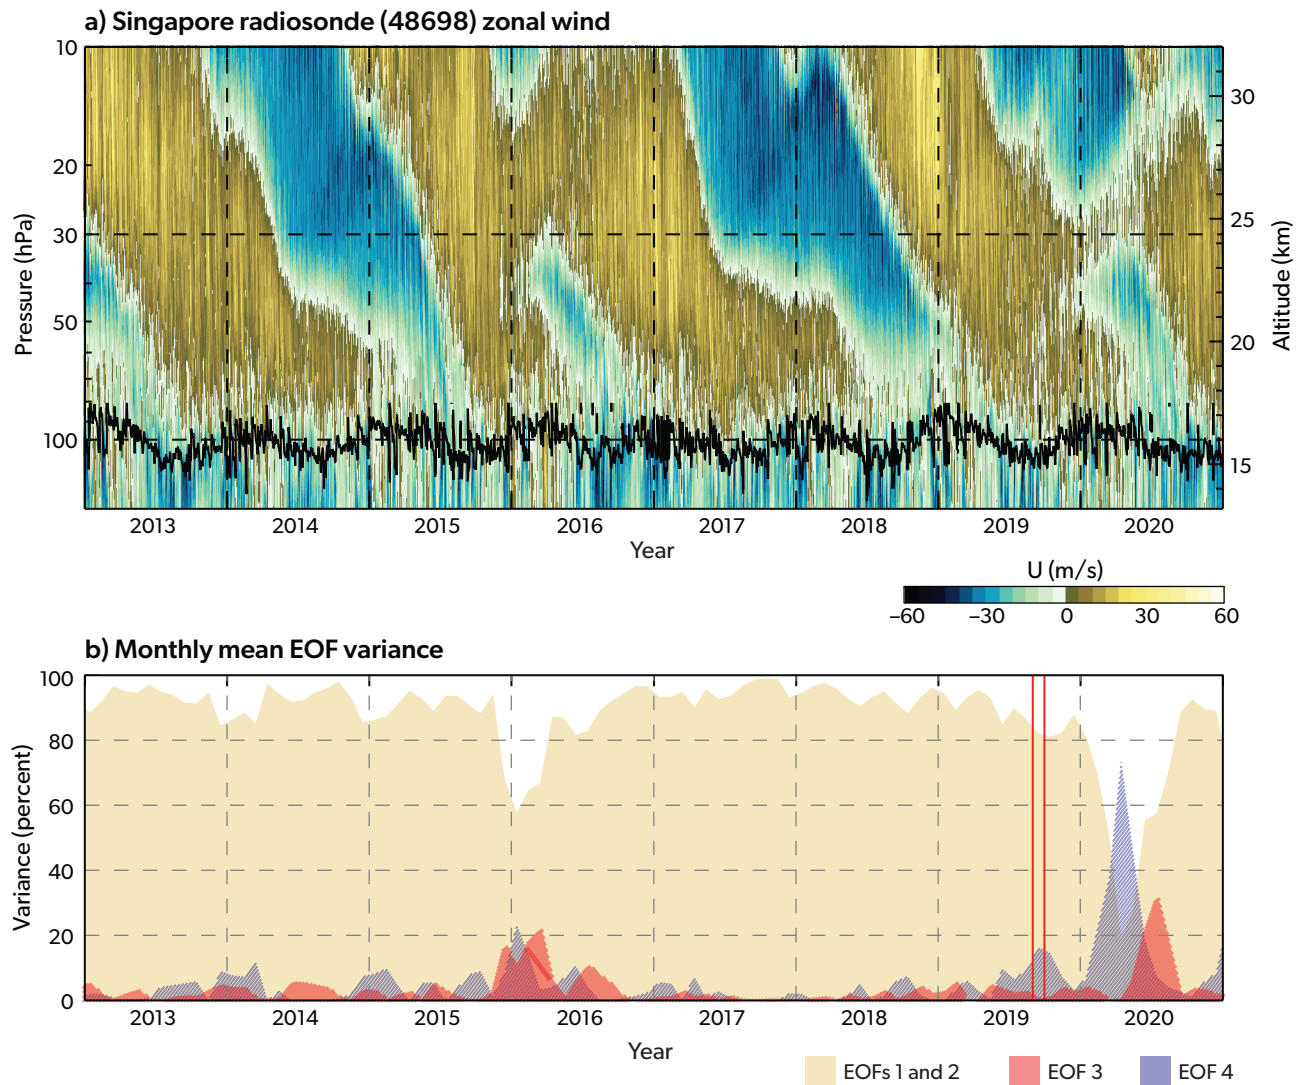 a) Singapore radiosonde (48698) zonal wind
10
20
30
50
100
Pressure (hPa)
30
25
20
15
Altitude (km)
2013 2014 2015 2016 2017 2018 2019 2020
Year
U (m/s)
–60 –30 0 30 60
b) Monthly mean EOF variance
100
80
60
40
20
0
Variance (percent)
2013 2014 2015 2016 2017 2018 2019 2020
Year
EOFs 1 and 2 EOF 3 EOF 4